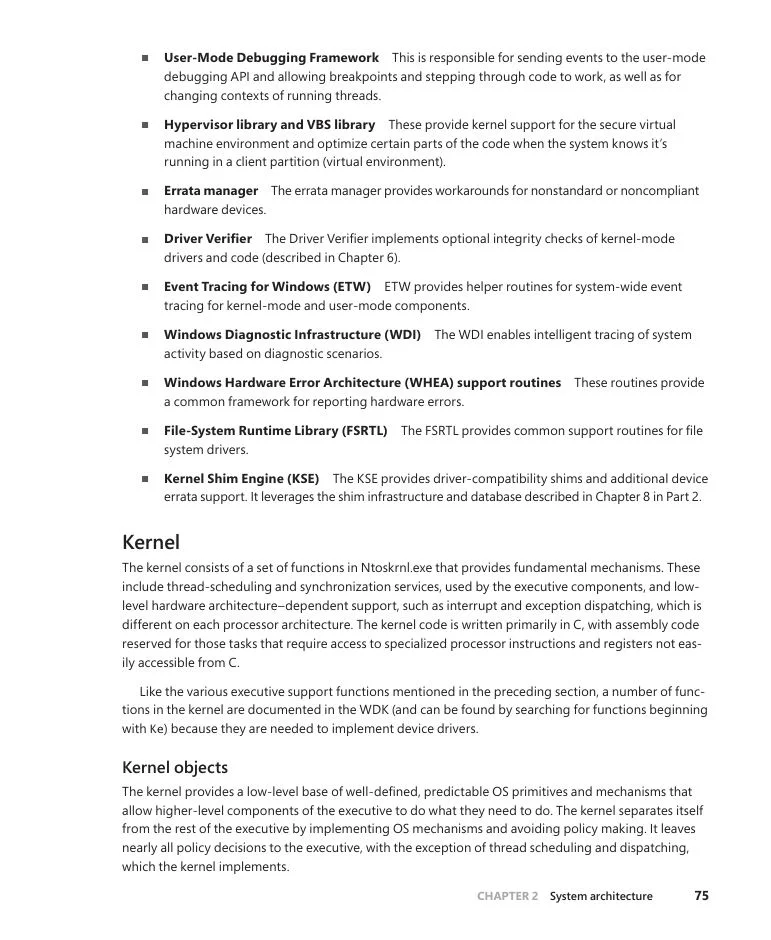 ■ User-Mode Debugging Framework This is responsible for sending events to the user-mode
debugging API and allowing breakpoints and stepping through code to work, as well as for
changing contexts of running threads.
■ Hypervisor library and VBS library These provide kernel support for the secure virtual
machine environment and optimize certain parts of the code when the system knows it’s
running in a client partition (virtual environment).
■ Errata manager The errata manager provides workarounds for nonstandard or noncompliant
hardware devices.
■ Driver Verifier The Driver Verifier implements optional integrity checks of kernel-mode
drivers and code (described in Chapter 6).
■ Event Tracing for Windows (ETW) ETW provides helper routines for system-wide event
tracing for kernel-mode and user-mode components.
■ Windows Diagnostic Infrastructure (WDI) The WDI enables intelligent tracing of system
activity based on diagnostic scenarios.
■ Windows Hardware Error Architecture (WHEA) support routines These routines provide
a common framework for reporting hardware errors.
■ File-System Runtime Library (FSRTL) The FSRTL provides common support routines for file
system drivers.
■ Kernel Shim Engine (KSE) The KSE provides driver-compatibility shims and additional device
errata support. It leverages the shim infrastructure and database described in Chapter 8 in Part 2.
Kernel
The kernel consists of a set of functions in Ntoskrnl.exe that provides fundamental mechanisms. These
include thread-scheduling and synchronization services, used by the executive components, and low-
level hardware architecture–dependent support, such as interrupt and exception dispatching, which is
different on each processor architecture. The kernel code is written primarily in C, with assembly code
reserved for those tasks that require access to specialized processor instructions and registers not eas-
ily accessible from C.
Like the various executive support functions mentioned in the preceding section, a number of func-
tions in the kernel are documented in the WDK (and can be found by searching for functions beginning
with Ke) because they are needed to implement device drivers.
Kernel objects
The kernel provides a low-level base of well-defined, predictable OS primitives and mechanisms that
allow higher-level components of the executive to do what they need to do. The kernel separates itself
from the rest of the executive by implementing OS mechanisms and avoiding policy making. It leaves
nearly all policy decisions to the executive, with the exception of thread scheduling and dispatching,
which the kernel implements.
CHAPTER 2 System architecture 75